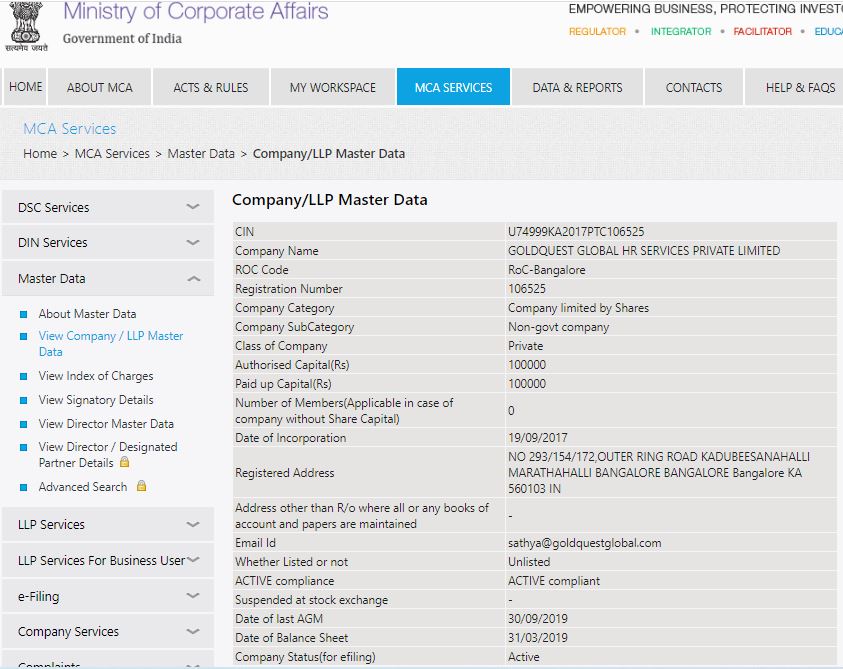 Ministry of Corporate Affairs
Government of India
सत्यमेव जयते
EMPOWERING BUSINESS, PROTECTING INVEST
REGULATOR • INTEGRATOR • FACILITATOR • EDUC
HOME
ABOUT MCA
ACTS & RULES
MY WORKSPACE
MCA SERVICES
DATA & REPORTS
CONTACTS
HELP & FAQS
MCA Services
Home > MCA Services > Master Data > Company/LLP Master Data
DSC Services
DIN Services
Master Data
About Master Data
View Company / LLP Master
Data
View Index of Charges
View Signatory Details
View Director Master Data
View Director / Designated
Partner Details
Advanced Search
LLP Services
LLP Services For Business User
e-Filing
Company Services
Complaints
Company/LLP Master Data
CIN U74999KA2017PTC106525
Company Name GOLDQUEST GLOBAL HR SERVICES PRIVATE LIMITED
ROC Code RoC-Bangalore
Registration Number 106525
Company Category Company limited by Shares
Company SubCategory Non-govt company
Class of Company Private
Authorised Capital(Rs) 100000
Paid up Capital(Rs) 100000
Number of Members(Applicable in case of
company without Share Capital) 0
Date of Incorporation 19/09/2017
Registered Address NO 293/154/172,OUTER RING ROAD KADUBEESANAHALLI
MARATHAHALLI BANGALORE BANGALORE Bangalore KA
560103 IN
Address other than R/o where all or any books of
account and papers are maintained -
Email Id sathya@goldquestglobal.com
Whether Listed or not Unlisted
ACTIVE compliance ACTIVE compliant
Suspended at stock exchange -
Date of last AGM 30/09/2019
Date of Balance Sheet 31/03/2019
Company Status(for efiling) Active